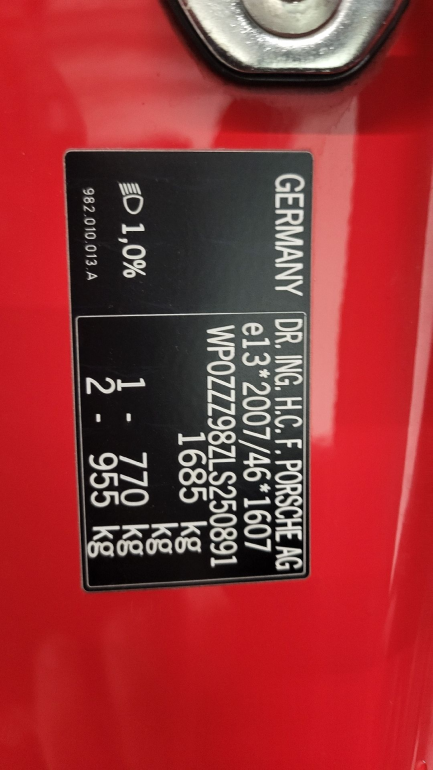 GERMANY
DR. ING. H.C. F. PORSCHE AG
e13*2007/46*1607
WP0ZZZ98ZLS250891
1685 kg
kg
1 - 770 kg
2 - 955 kg
1,0%
982.010.013.A